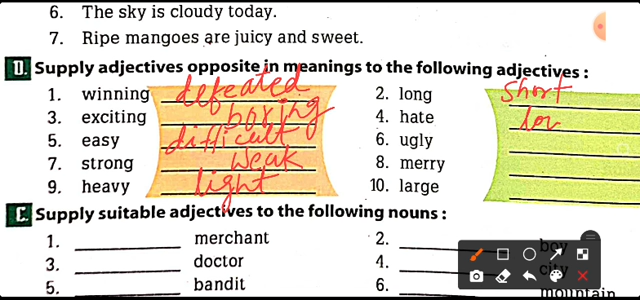 6. The sky is cloudy today.
7. Ripe mangoes are juicy and sweet.
D. Supply adjectives opposite in meanings to the following adjectives :
1. winning defeated 2. long short
3. exciting boring 4. hate lov
5. easy difficult 6. ugly
7. strong weak 8. merry
9. heavy light 10. large
E. Supply suitable adjectives to the following nouns :
1. merchant 2. boy
3. doctor 4. city
5. bandit 6. mountain